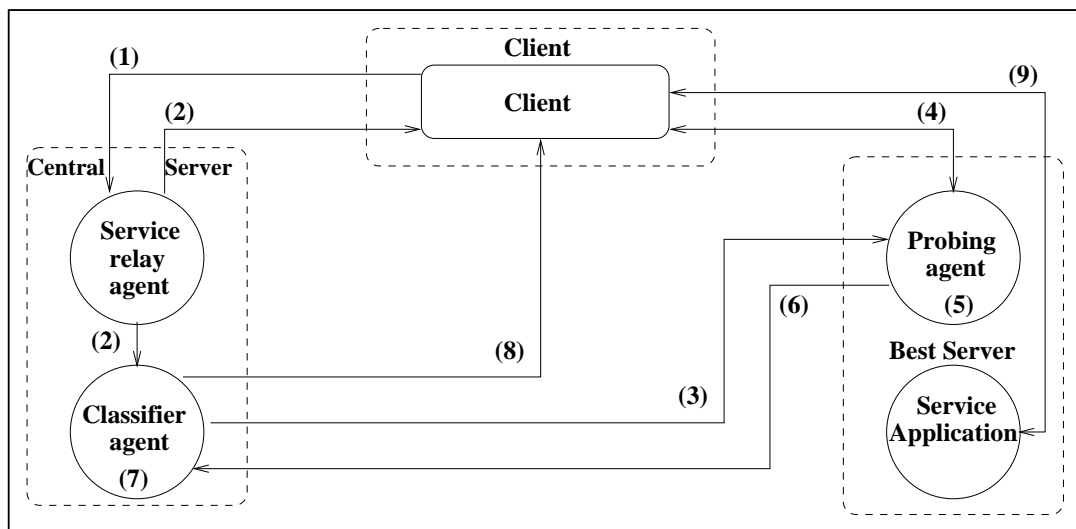 Client
(1)
(9)
Client
(2)
(4)
Central
Server
Service
relay
agent
Probing
agent
(5)
(6)
(2)
(8)
Best Server
(3)
Classifier
agent
(7)
Service
Application